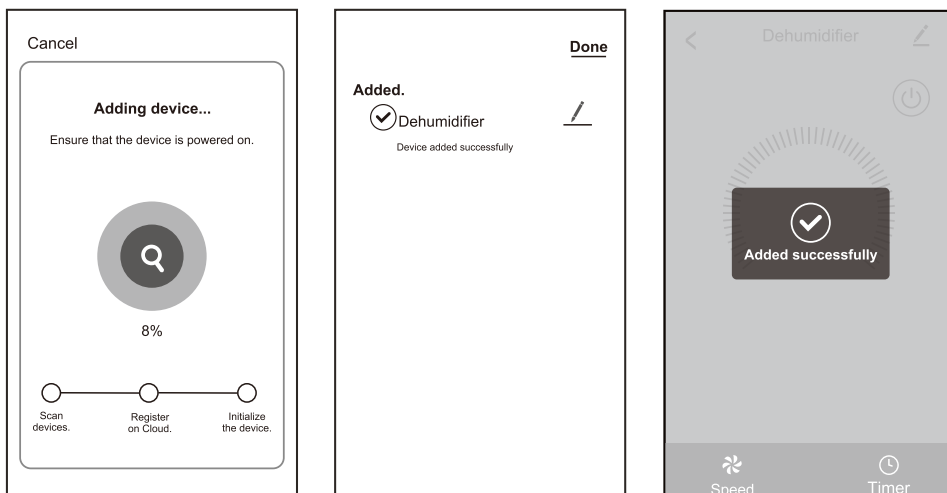 Cancel
Adding device...
Ensure that the device is powered on.
8%
Scan
devices.
Register
on Cloud.
Initialize
the device.
Done
Added.
Dehumidifier
Device added successfully
Dehumidifier
Added successfully
Speed
Timer